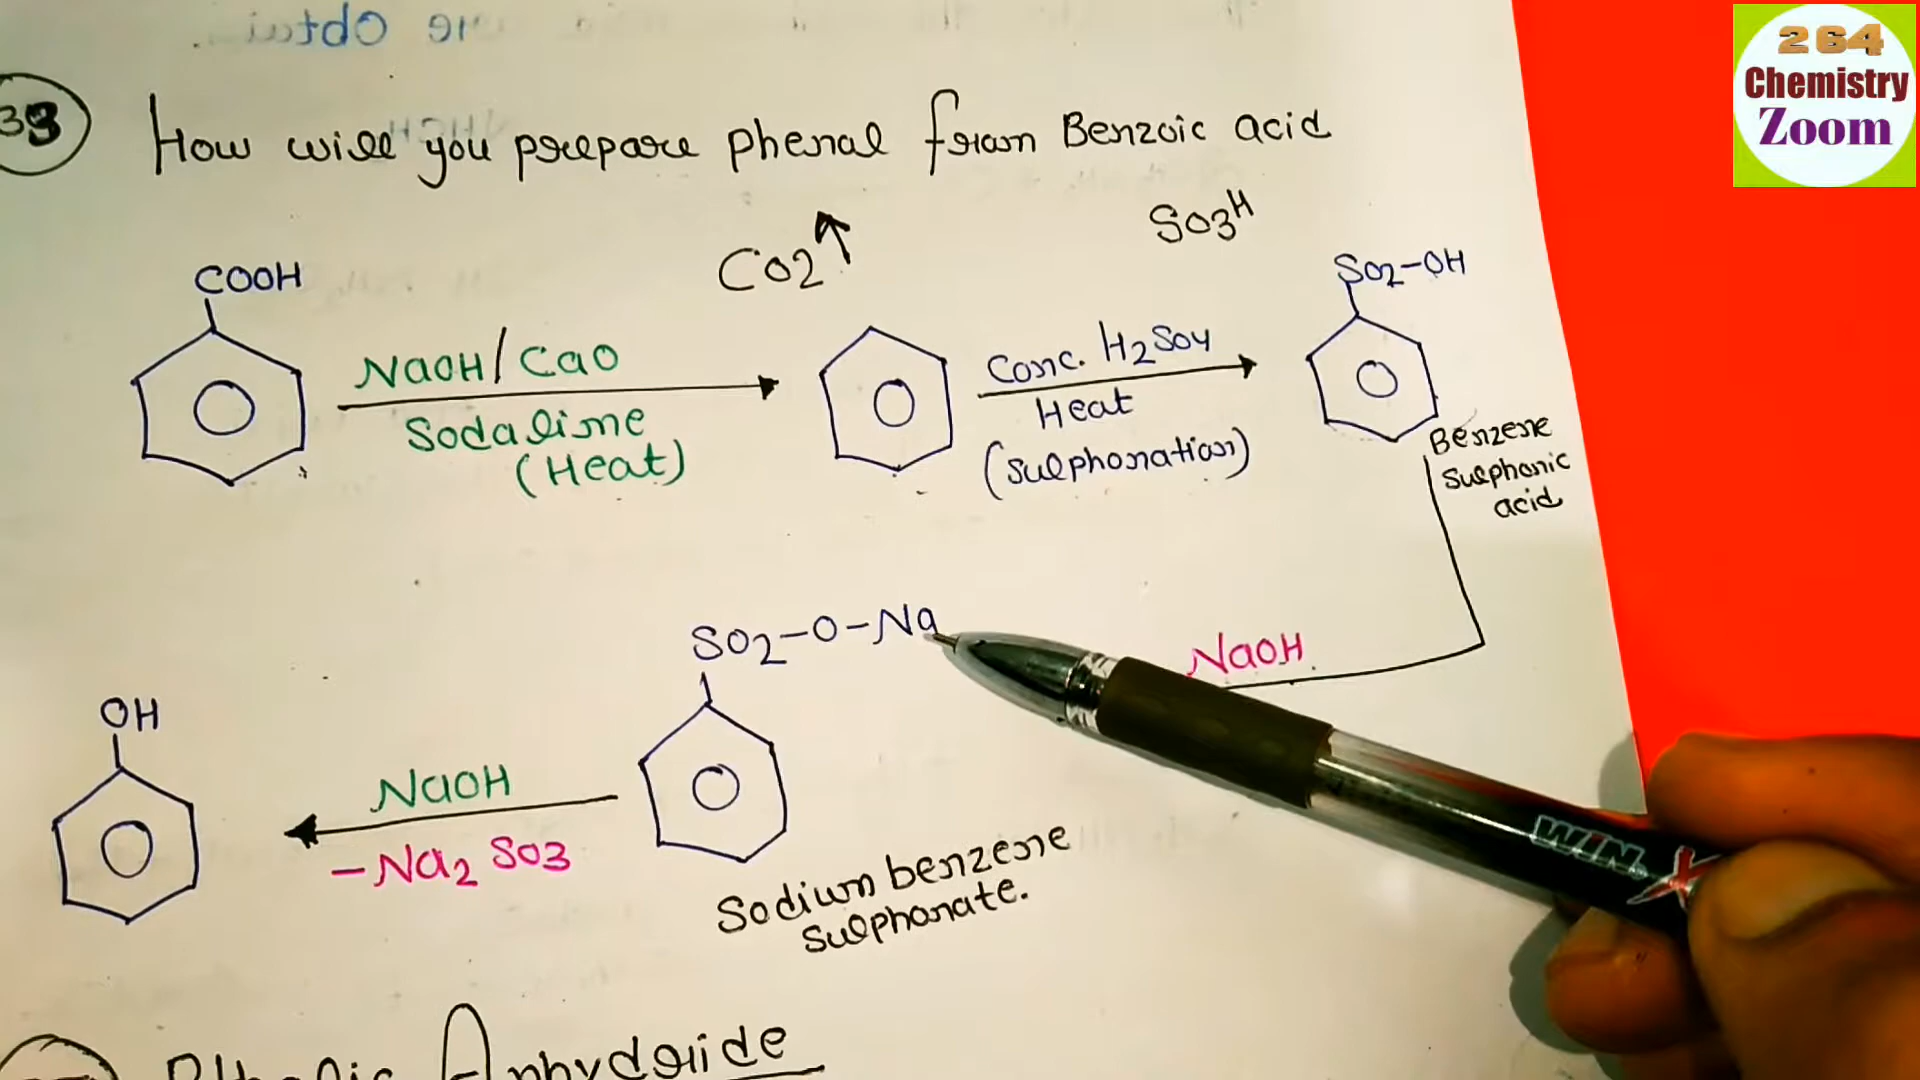 33 How will you prepare phenol from Benzoic acid
264
Chemistry
Zoom
COOH
NaOH/CaO
Sodalime
(Heat)
CO2↑
Conc. H2SO4
Heat
(Sulphonation)
SO3H
SO2-OH
Benzene
Sulphonic
acid
NaOH
SO2-O-Na
Sodium benzene
Sulphonate.
NaOH
-Na2SO3
OH
Anhydride
WIN X